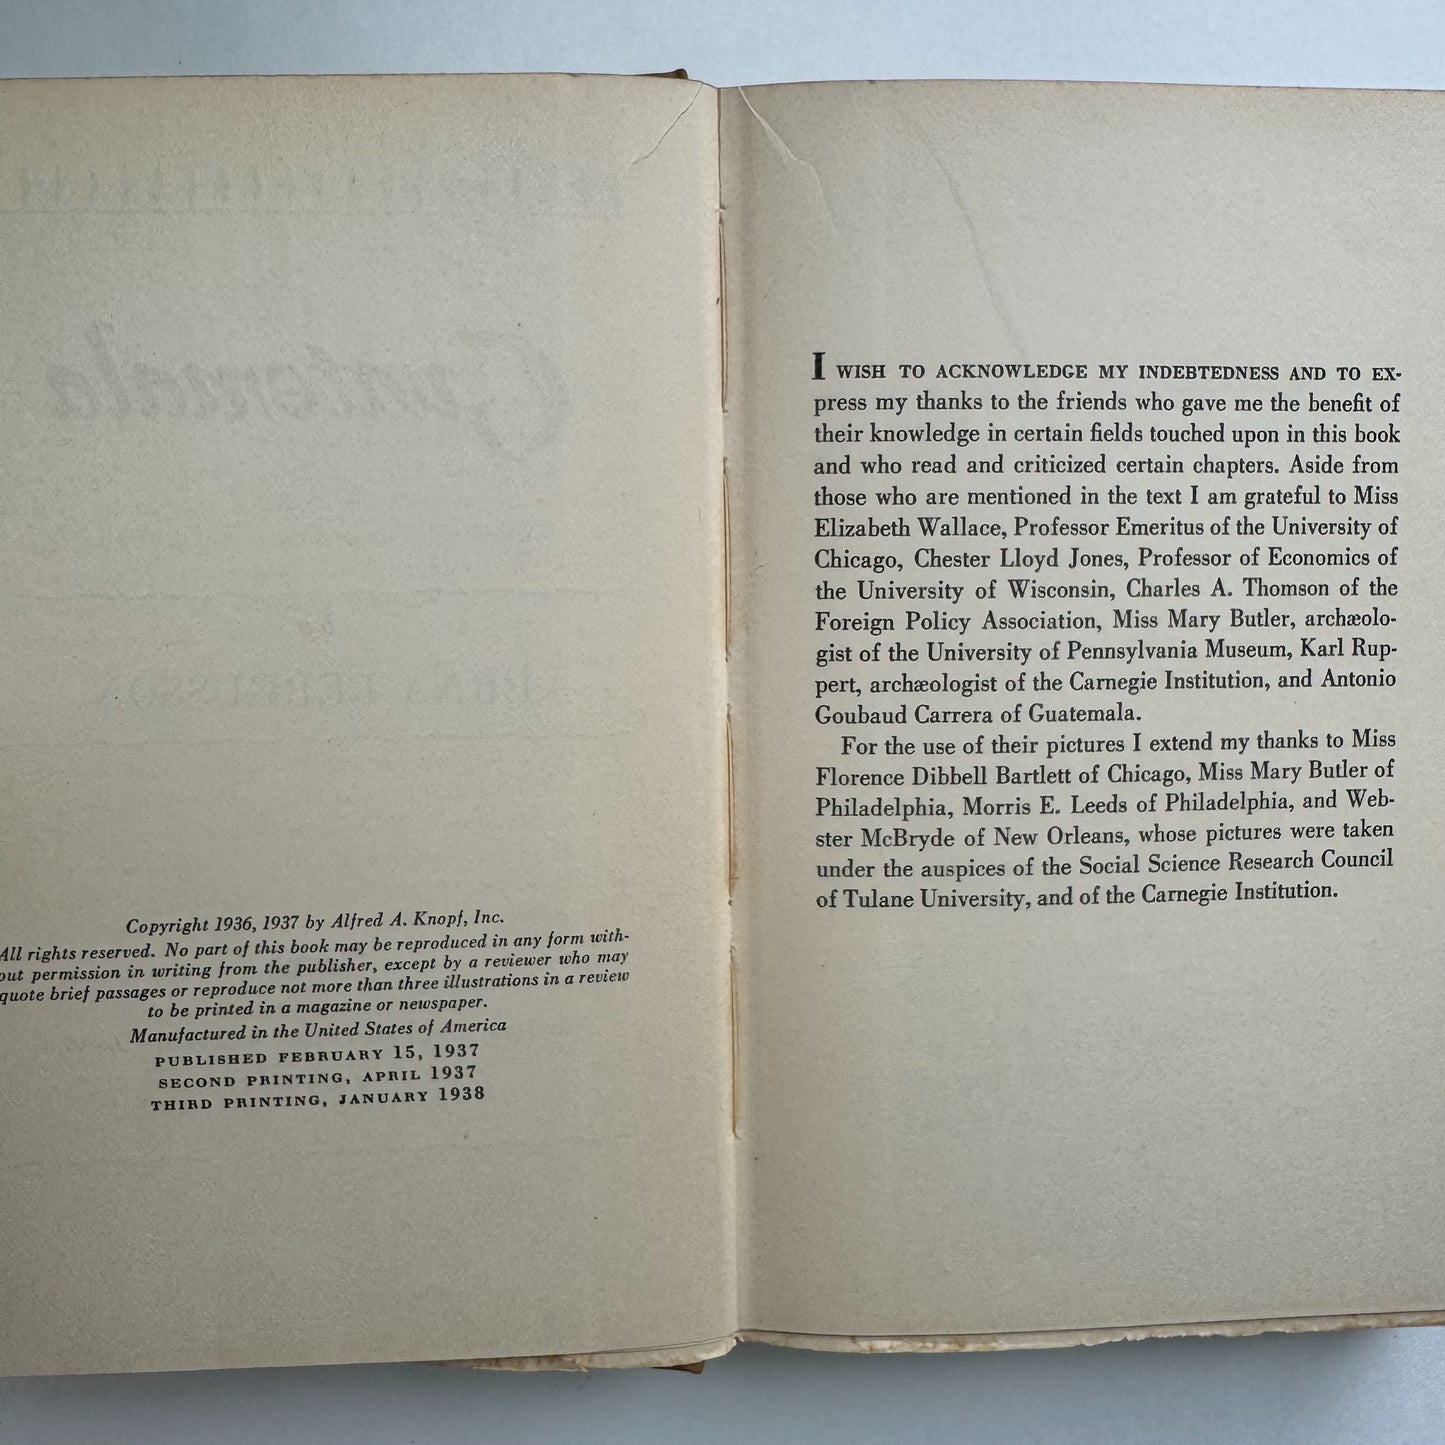 Copyright 1936, 1937 by Alfred A. Knopf, Inc.
All rights reserved. No part of this book may be reproduced in any form with-
out permission in writing from the publisher, except by a reviewer who may
quote brief passages or reproduce not more than three illustrations in a review
to be printed in a magazine or newspaper.
Manufactured in the United States of America
PUBLISHED FEBRUARY 15, 1937
SECOND PRINTING, APRIL 1937
THIRD PRINTING, JANUARY 1938
I WISH TO ACKNOWLEDGE MY INDEBTEDNESS AND TO EX-
press my thanks to the friends who gave me the benefit of
their knowledge in certain fields touched upon in this book
and who read and criticized certain chapters. Aside from
those who are mentioned in the text I am grateful to Miss
Elizabeth Wallace, Professor Emeritus of the University of
Chicago, Chester Lloyd Jones, Professor of Economics of
the University of Wisconsin, Charles A. Thomson of the
Foreign Policy Association, Miss Mary Butler, archæolo-
gist of the University of Pennsylvania Museum, Karl Rup-
pert, archæologist of the Carnegie Institution, and Antonio
Goubaud Carrera of Guatemala.
For the use of their pictures I extend my thanks to Miss
Florence Dibbell Bartlett of Chicago, Miss Mary Butler of
Philadelphia, Morris E. Leeds of Philadelphia, and Web-
ster McBryde of New Orleans, whose pictures were taken
under the auspices of the Social Science Research Council
of Tulane University, and of the Carnegie Institution.